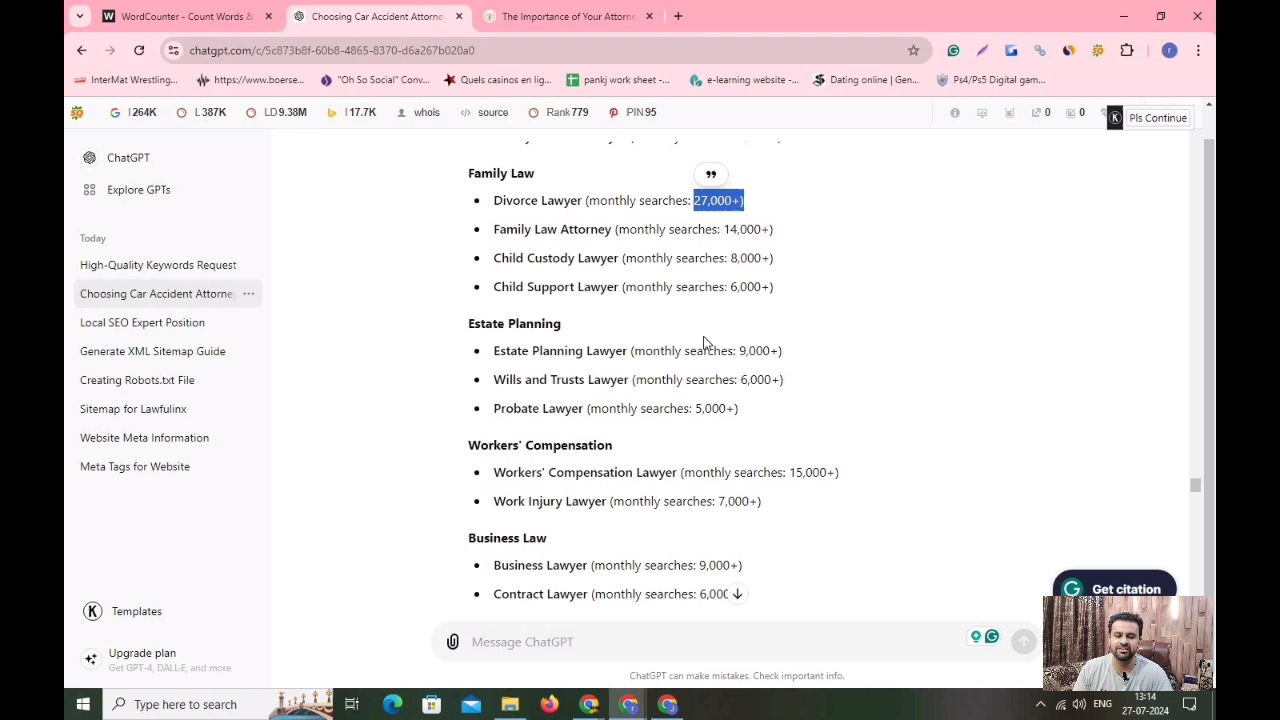 WordCounter - Count Words &
Choosing Car Accident Attorne
The Importance of Your Attorn
chatgpt.com/c/5c873b8f-60b8-4865-8370-d6a267b020a0
InterMat Wrestling...
https://www.boerse...
"Oh So Social" Conv...
Quels casinos en lig...
pankj work sheet -...
e-learning website -...
Dating online | Gen...
Ps4/Ps5 Digital gam...
I 264K
L 387K
LD 9.38M
I 17.7K
whois
source
Rank 779
PIN 95
0
0
Pls Continue
ChatGPT
Explore GPTs
Today
High-Quality Keywords Request
Choosing Car Accident Attorne
Local SEO Expert Position
Generate XML Sitemap Guide
Creating Robots.txt File
Sitemap for Lawfulinx
Website Meta Information
Meta Tags for Website
Templates
Upgrade plan
Get GPT-4, DALL·E, and more
Family Law
Divorce Lawyer (monthly searches: 27,000+)
Family Law Attorney (monthly searches: 14,000+)
Child Custody Lawyer (monthly searches: 8,000+)
Child Support Lawyer (monthly searches: 6,000+)
Estate Planning
Estate Planning Lawyer (monthly searches: 9,000+)
Wills and Trusts Lawyer (monthly searches: 6,000+)
Probate Lawyer (monthly searches: 5,000+)
Workers' Compensation
Workers' Compensation Lawyer (monthly searches: 15,000+)
Work Injury Lawyer (monthly searches: 7,000+)
Business Law
Business Lawyer (monthly searches: 9,000+)
Contract Lawyer (monthly searches: 6,000
Get citation
Message ChatGPT
ChatGPT can make mistakes. Check important info.
Type here to search
ENG
13:14
27-07-2024